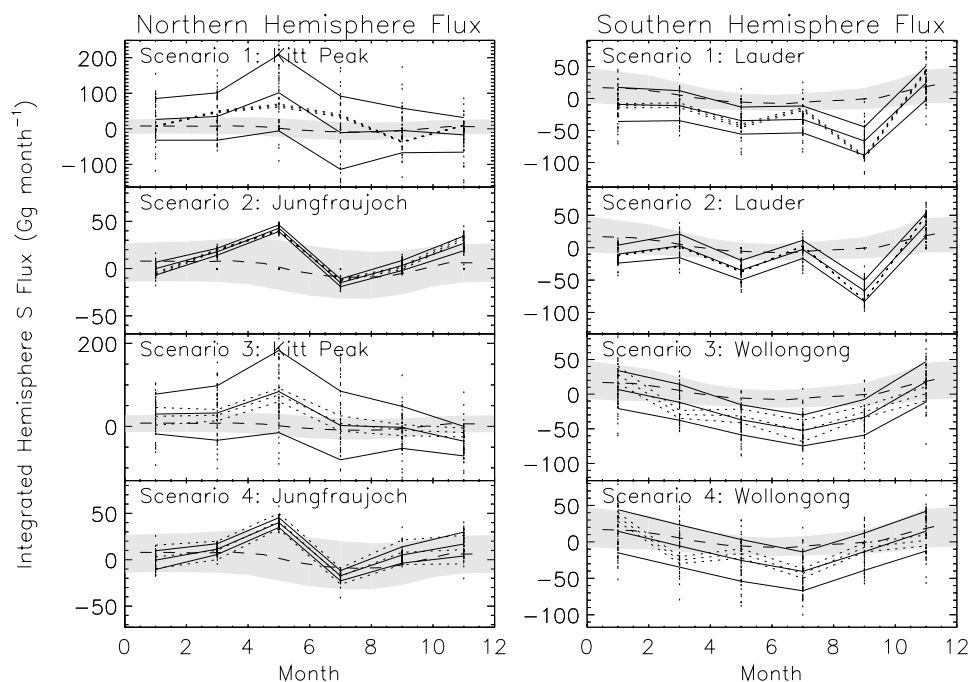 Northern Hemisphere Flux
Southern Hemisphere Flux
Integrated Hemisphere S Flux (Gg month−1)
Scenario 1: Kitt Peak
200
100
0
−100
Scenario 2: Jungfraujoch
50
0
−50
Scenario 3: Kitt Peak
200
0
Scenario 4: Jungfraujoch
50
0
−50
0 2 4 6 8 10 12
Month
Scenario 1: Lauder
50
0
−50
−100
Scenario 2: Lauder
50
0
−50
−100
Scenario 3: Wollongong
50
0
−50
−100
Scenario 4: Wollongong
50
0
−50
−100
0 2 4 6 8 10 12
Month